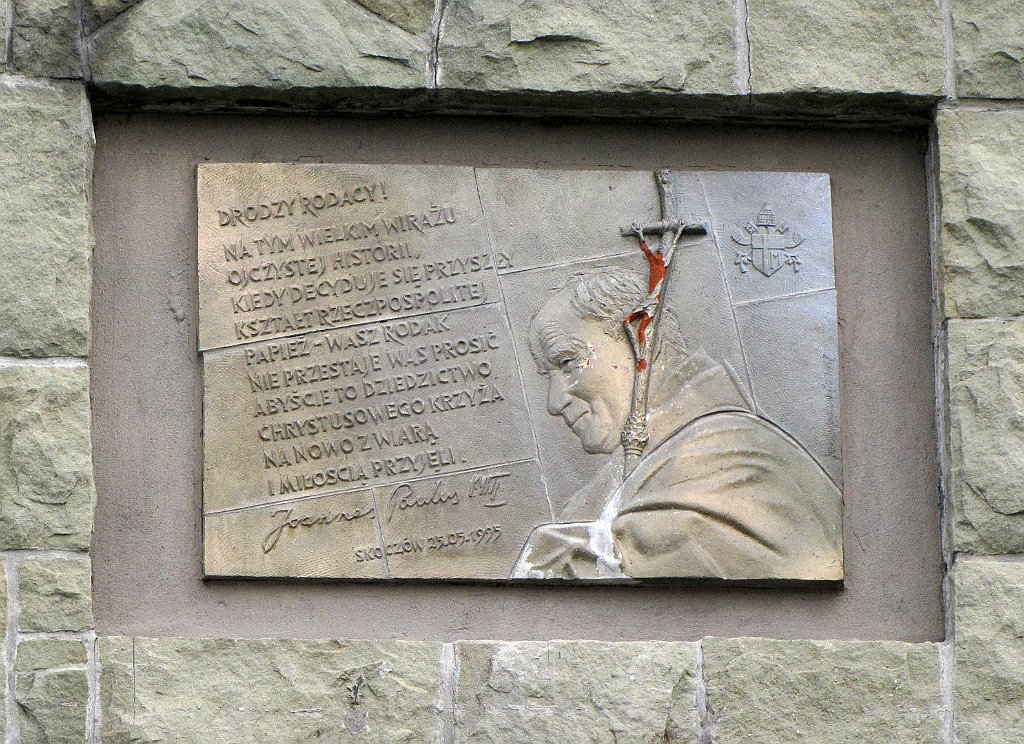 DRODZY RODACY!
NA TYM WIELKIM WIRAŻU
OJCZYSTEJ HISTORII,
KIEDY DECYDUJE SIĘ PRZYSZŁY
KSZTAŁT RZECZPOSPOLITEJ
PAPIEŻ - WASZ RODAK
NIE PRZESTAJE WAS PROSIĆ
ABYŚCIE TO DZIEDZICTWO
CHRYSTUSOWEGO KRZYŻA
NA NOWO Z WIARĄ
I MIŁOŚCIĄ PRZYJĘLI.
Joannes Paulus PP II
SKOCZÓW 25.05.1995